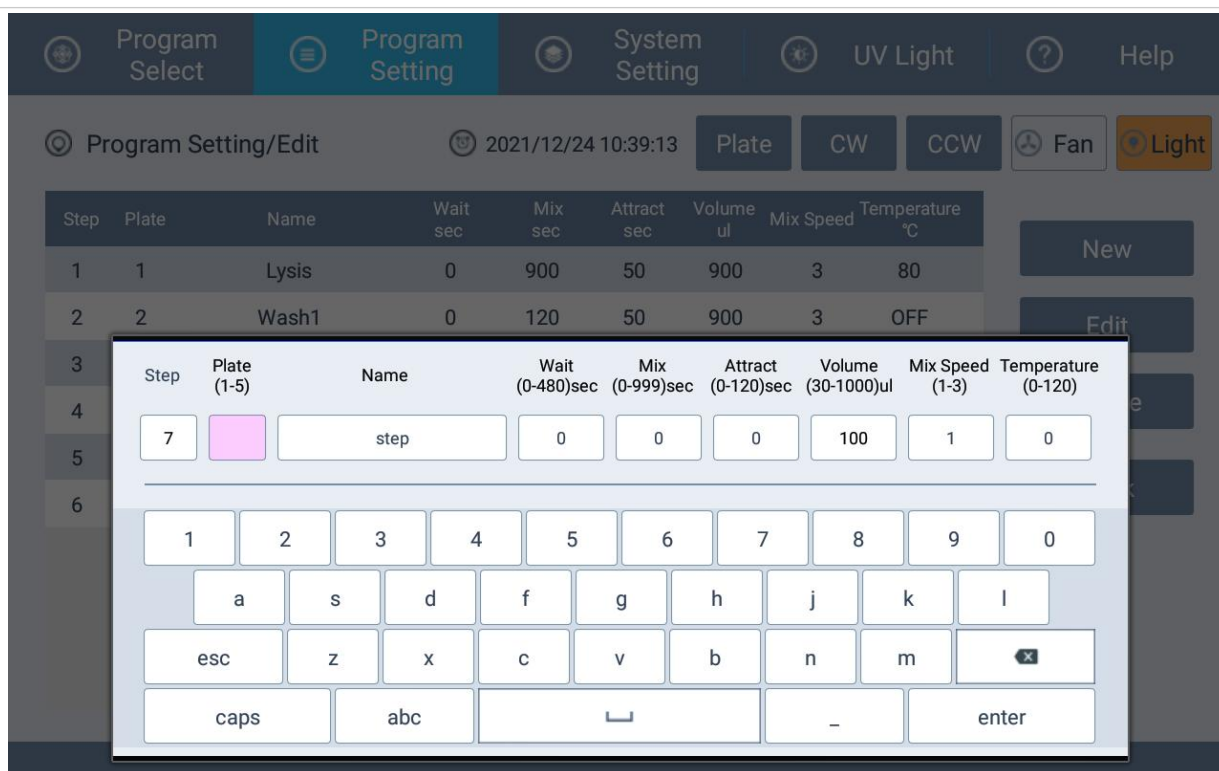 Program Select
Program Setting
System Setting
UV Light
Help
Program Setting/Edit
2021/12/24 10:39:13
Plate
CW
CCW
Fan
Light
Step Plate Name Wait sec Mix sec Attract sec Volume ul Mix Speed Temperature ℃
1 1 Lysis 0 900 50 900 3 80
2 2 Wash1 0 120 50 900 3 OFF
3
4
5
6
New
Edit
Step Plate (1-5) Name Wait (0-480)sec Mix (0-999)sec Attract (0-120)sec Volume (30-1000)ul Mix Speed (1-3) Temperature (0-120)
7 step 0 0 0 100 1 0
1 2 3 4 5 6 7 8 9 0
a s d f g h j k l
esc z x c v b n m
caps abc _ enter